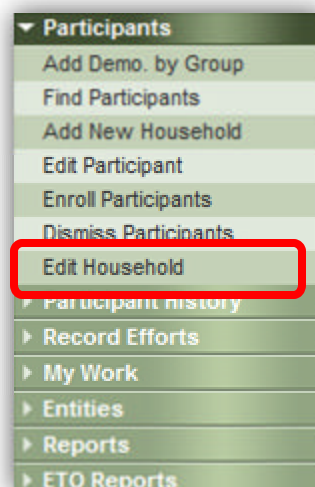 Participants
Add Demo. by Group
Find Participants
Add New Household
Edit Participant
Enroll Participants
Dismiss Participants
Edit Household
Participant History
Record Efforts
My Work
Entities
Reports
ETO Reports